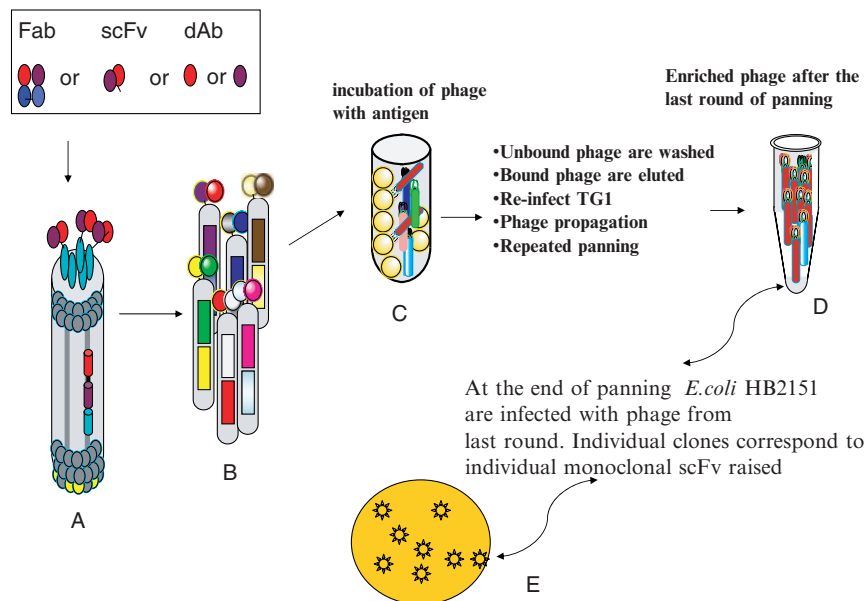 Fab scFv dAb
or or or
incubation of phage
with antigen
•Unbound phage are washed
•Bound phage are eluted
•Re-infect TG1
•Phage propagation
•Repeated panning
Enriched phage after the
last round of panning
A
B
C
D
At the end of panning E.coli HB2151
are infected with phage from
last round. Individual clones correspond to
individual monoclonal scFv raised
E